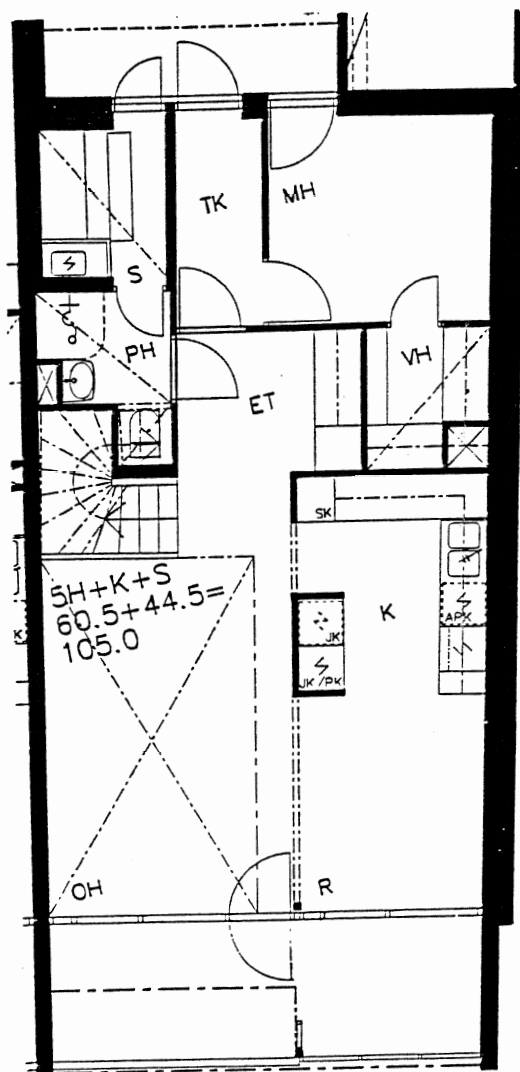 TK
MH
S
PH
VH
ET
SK
5H+K+S
60.5+44.5=
105.0
K
JK
APK
JK/PK
K
OH
R